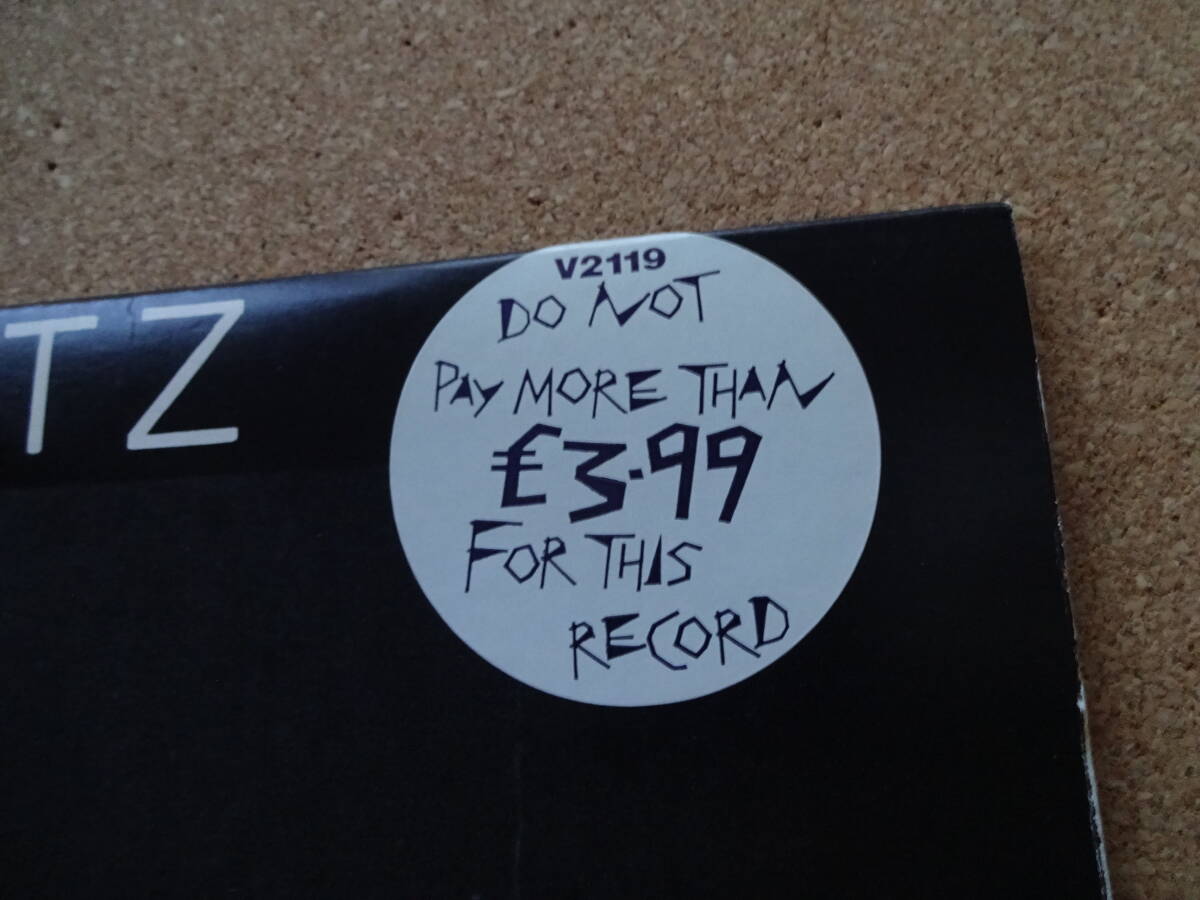 TZ
V2119
DO NOT
PAY MORE THAN
£3.99
FOR THIS
RECORD